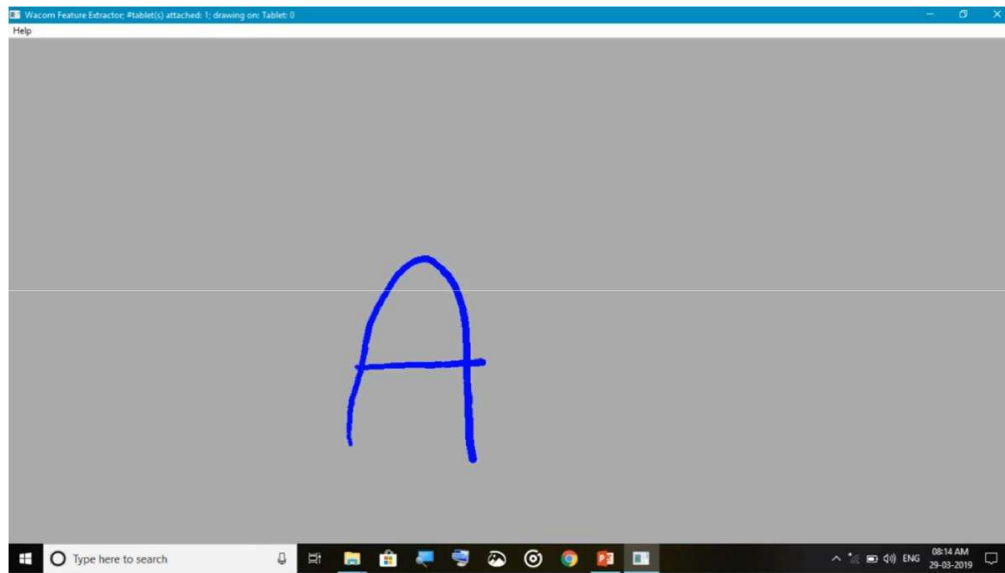 Wacom Feature Extractor; #tablet(s) attached: 1; drawing on: Tablet: 0
Help
A
Type here to search
ENG
08:14 AM
29-03-2019